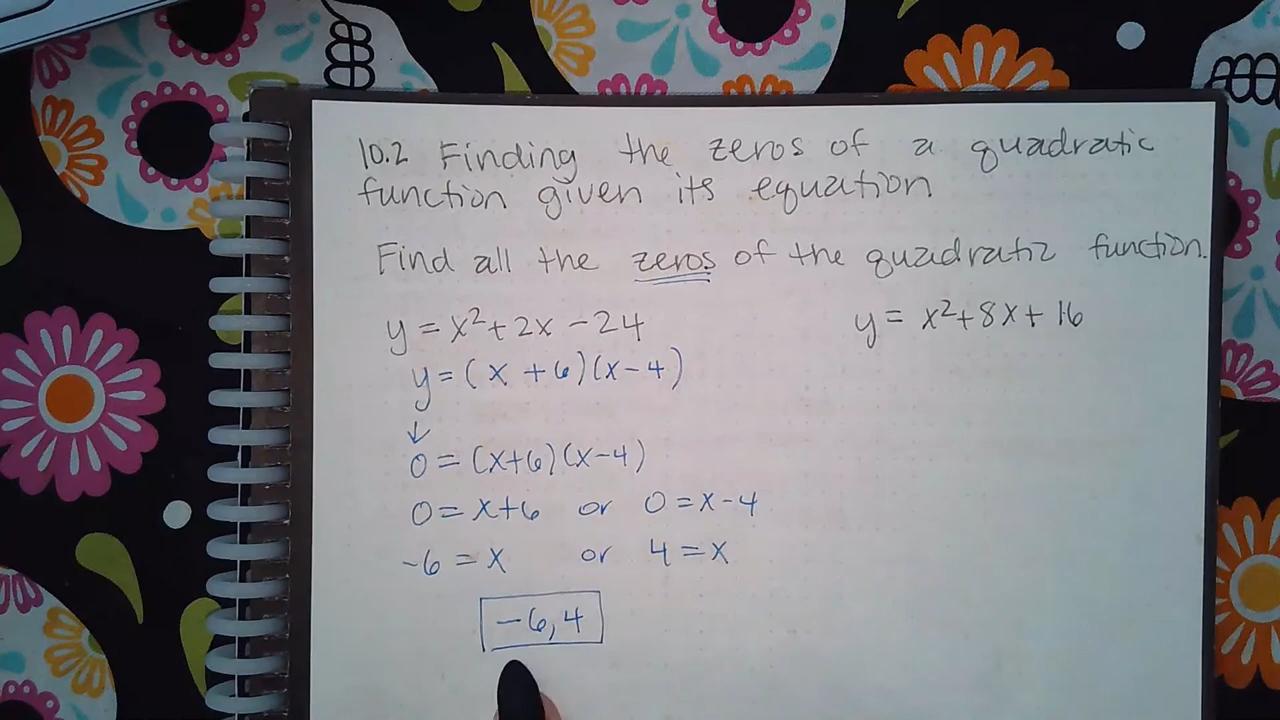 10.2 Finding the zeros of a quadratic
function given its equation.
Find all the zeros of the quadratic function.
y = x²+2x-24
y = (x+6)(x-4)
↓
0 = (x+6)(x-4)
0 = x+6 or 0 = x-4
-6 = x or 4 = x
-6, 4
y = x²+8x+16